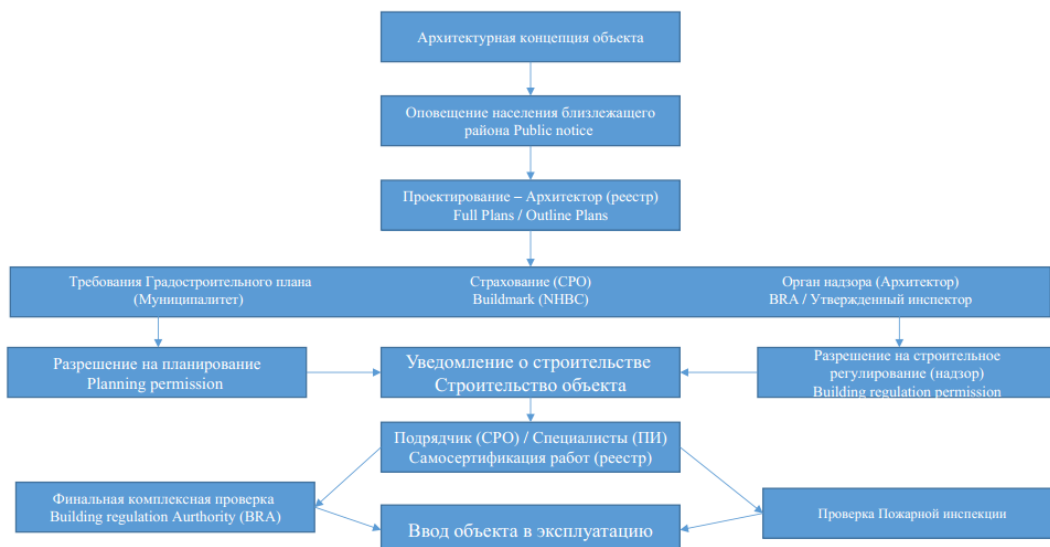 Архитектурная концепция объекта
Оповещение населения близлежащего
района Public notice
Проектирование – Архитектор (реестр)
Full Plans / Outline Plans
Требования Градостроительного плана
(Муниципалитет)
Страхование (СРО)
Buildmark (NHBC)
Орган надзора (Архитектор)
BRA / Утвержденный инспектор
Разрешение на планирование
Planning permission
Уведомление о строительстве
Строительство объекта
Разрешение на строительное
регулирование (надзор)
Building regulation permission
Подрядчик (СРО) / Специалисты (ПИ)
Самосертификация работ (реестр)
Финальная комплексная проверка
Building regulation Aurthority (BRA)
Ввод объекта в эксплуатацию
Проверка Пожарной инспекции